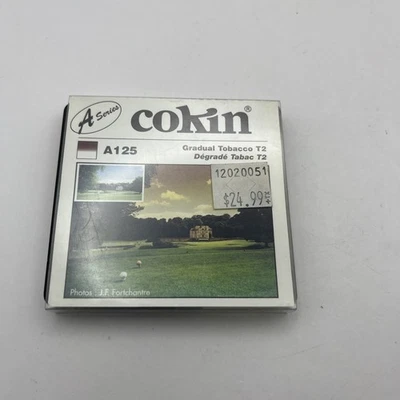 A Series
cokin®
A125
Gradual Tobacco T2
Dégradé Tabac T2
12020051
$24.99
Photos : J.P. Fortchantre